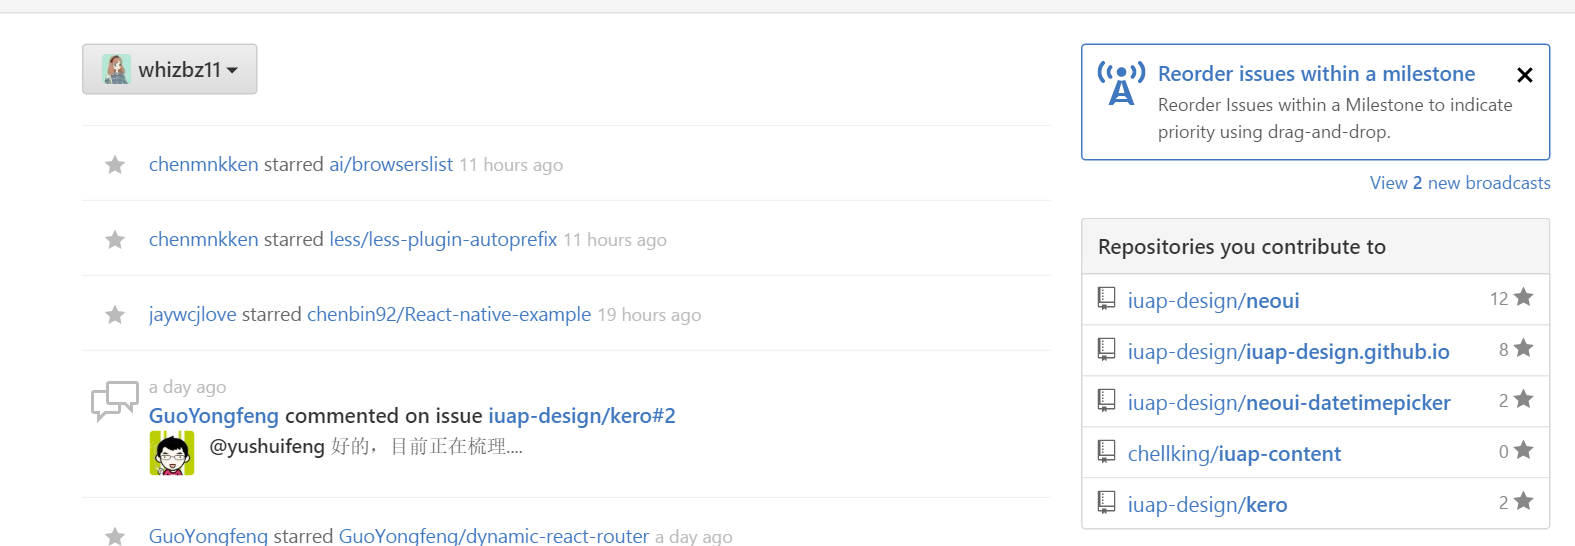 whizbz11
chenmnkken starred ai/browserslist 11 hours ago
chenmnkken starred less/less-plugin-autoprefix 11 hours ago
jaywcjlove starred chenbin92/React-native-example 19 hours ago
a day ago
GuoYongfeng commented on issue iuap-design/kero#2
@yushuifeng 好的，目前正在梳理....
GuoYongfeng starred GuoYongfeng/dynamic-react-router a day ago
Reorder issues within a milestone
Reorder Issues within a Milestone to indicate
priority using drag-and-drop.
View 2 new broadcasts
Repositories you contribute to
iuap-design/neoui 12
iuap-design/iuap-design.github.io 8
iuap-design/neoui-datetimepicker 2
chellking/iuap-content 0
iuap-design/kero 2